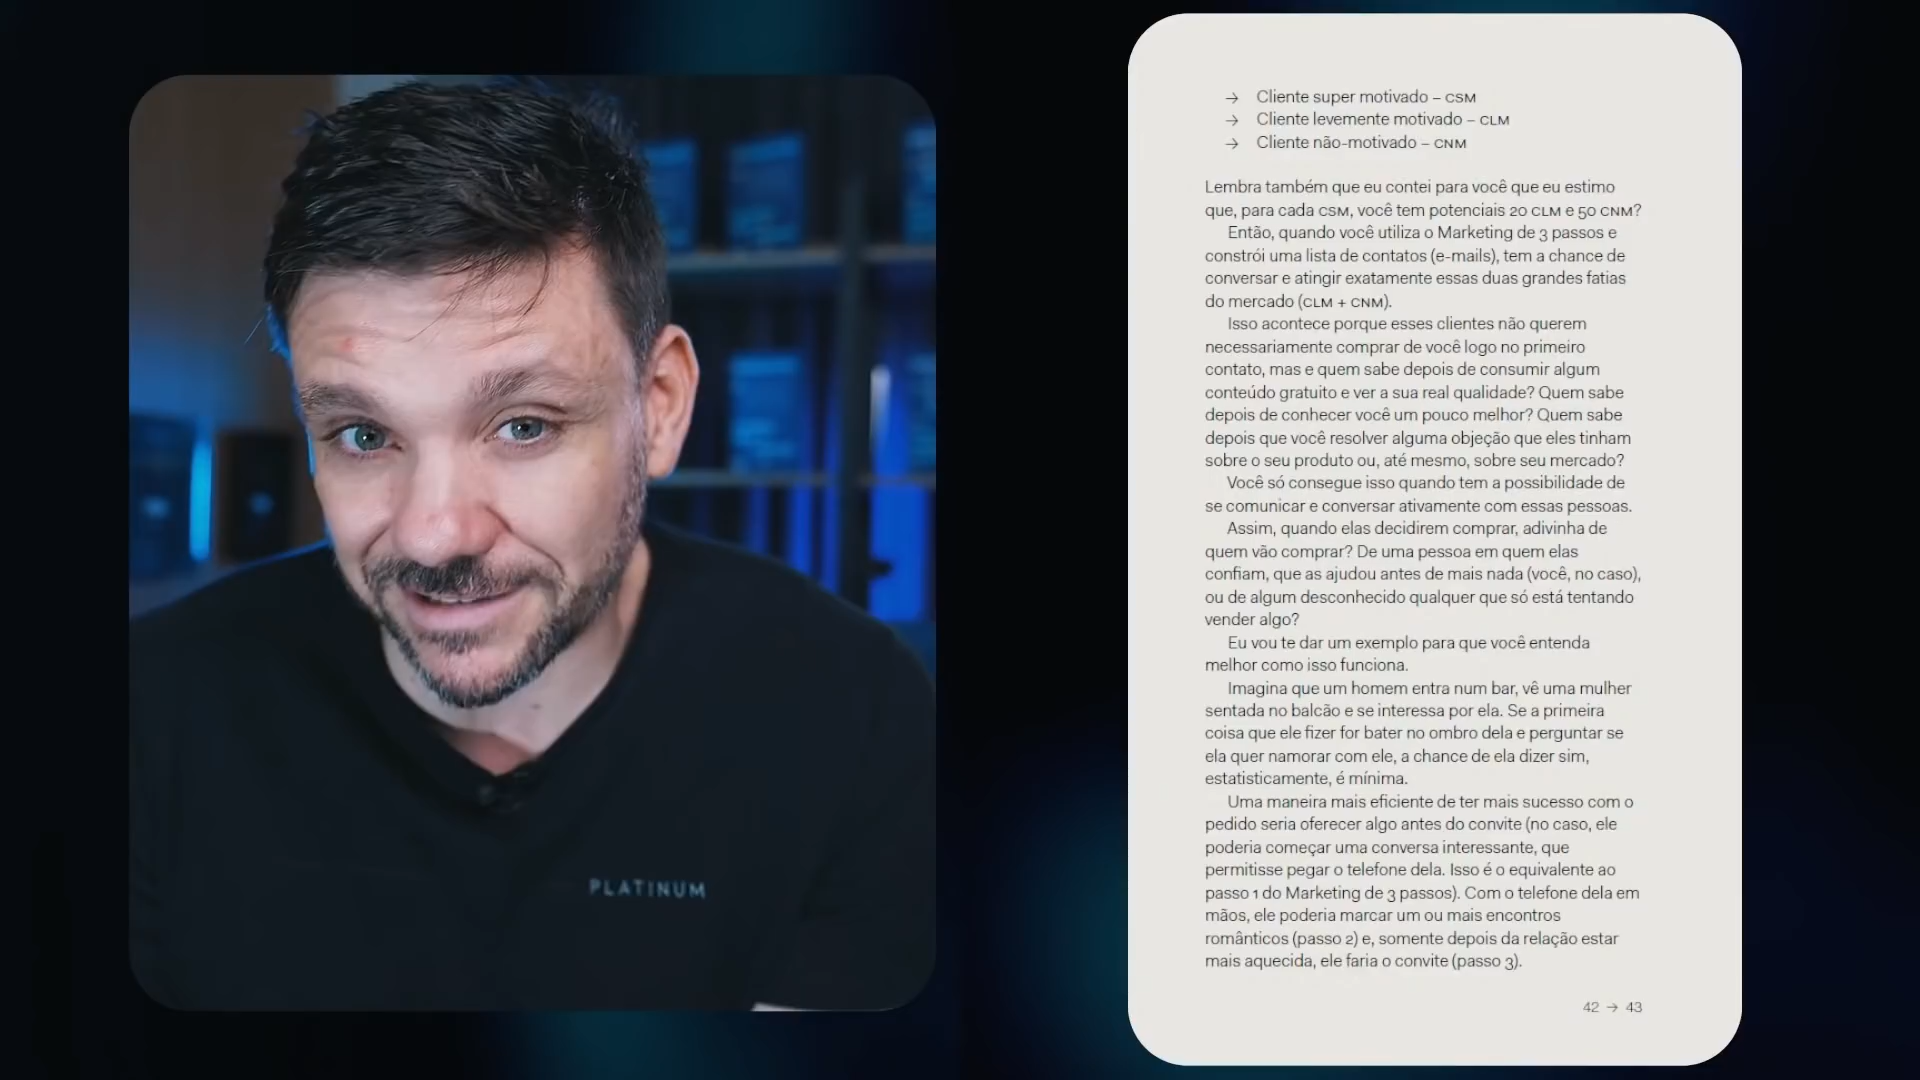 PLATINUM
→ Cliente super motivado – CSM
→ Cliente levemente motivado – CLM
→ Cliente não-motivado – CNM
Lembra também que eu contei para você que eu estimo
que, para cada CSM, você tem potenciais 20 CLM e 50 CNM?
Então, quando você utiliza o Marketing de 3 passos e
constrói uma lista de contatos (e-mails), tem a chance de
conversar e atingir exatamente essas duas grandes fatias
do mercado (CLM + CNM).
Isso acontece porque esses clientes não querem
necessariamente comprar de você logo no primeiro
contato, mas e quem sabe depois de consumir algum
conteúdo gratuito e ver a sua real qualidade? Quem sabe
depois de conhecer você um pouco melhor? Quem sabe
depois que você resolver alguma objeção que eles tinham
sobre o seu produto ou, até mesmo, sobre seu mercado?
Você só consegue isso quando tem a possibilidade de
se comunicar e conversar ativamente com essas pessoas.
Assim, quando elas decidirem comprar, adivinha de
quem vão comprar? De uma pessoa em quem elas
confiam, que as ajudou antes de mais nada (você, no caso),
ou de algum desconhecido qualquer que só está tentando
vender algo?
Eu vou te dar um exemplo para que você entenda
melhor como isso funciona.
Imagina que um homem entra num bar, vê uma mulher
sentada no balcão e se interessa por ela. Se a primeira
coisa que ele fizer for bater no ombro dela e perguntar se
ela quer namorar com ele, a chance de ela dizer sim,
estatisticamente, é mínima.
Uma maneira mais eficiente de ter mais sucesso com o
pedido seria oferecer algo antes do convite (no caso, ele
poderia começar uma conversa interessante, que
permitisse pegar o telefone dela. Isso é o equivalente ao
passo 1 do Marketing de 3 passos). Com o telefone dela em
mãos, ele poderia marcar um ou mais encontros
românticos (passo 2) e, somente depois da relação estar
mais aquecida, ele faria o convite (passo 3).
42 → 43